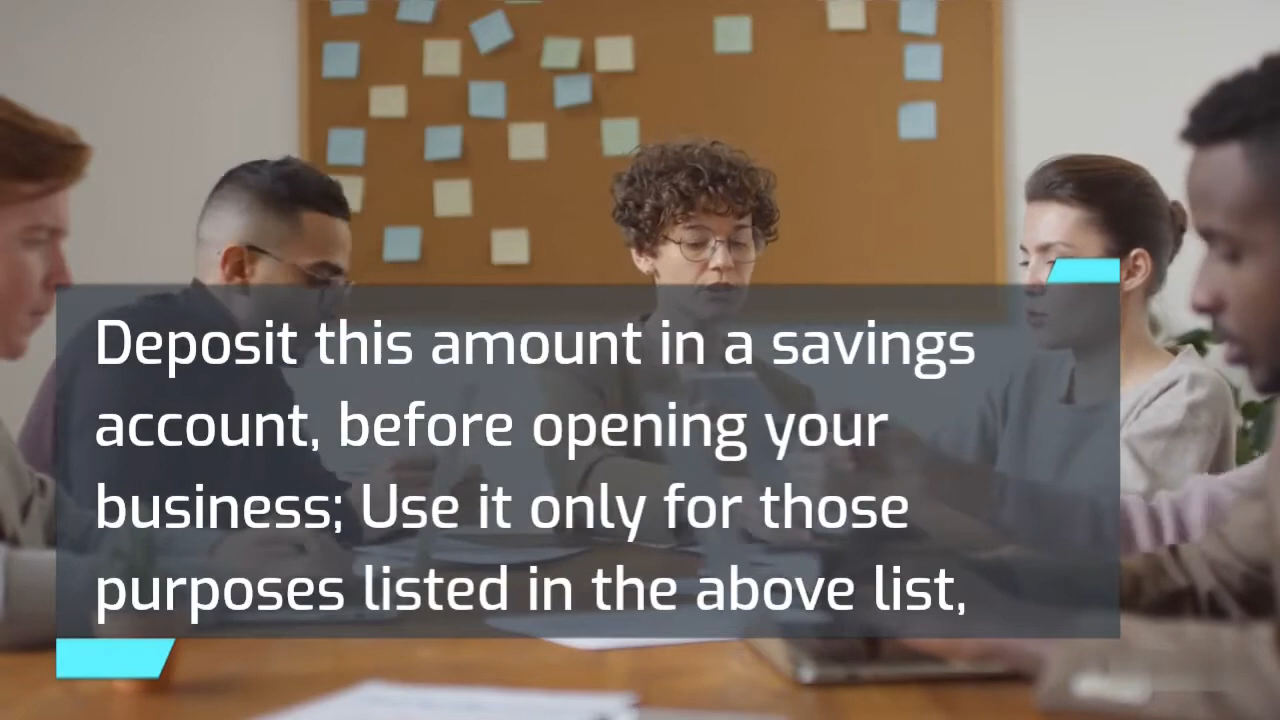 Deposit this amount in a savings
account, before opening your
business; Use it only for those
purposes listed in the above list,